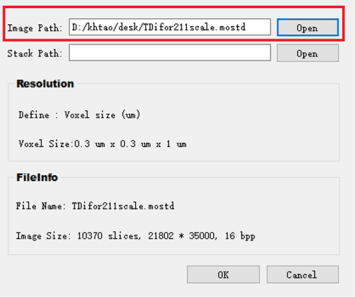 Image Path: D:/khtao/desk/TDifor211scale.mostd Open
Stack Path: Open
Resolution
Define : Voxel size (um)
Voxel Size:0.3 um x 0.3 um x 1 um
FileInfo
File Name: TDifor211scale.mostd
Image Size: 10370 slices, 21802 * 35000, 16 bpp
OK Cancel